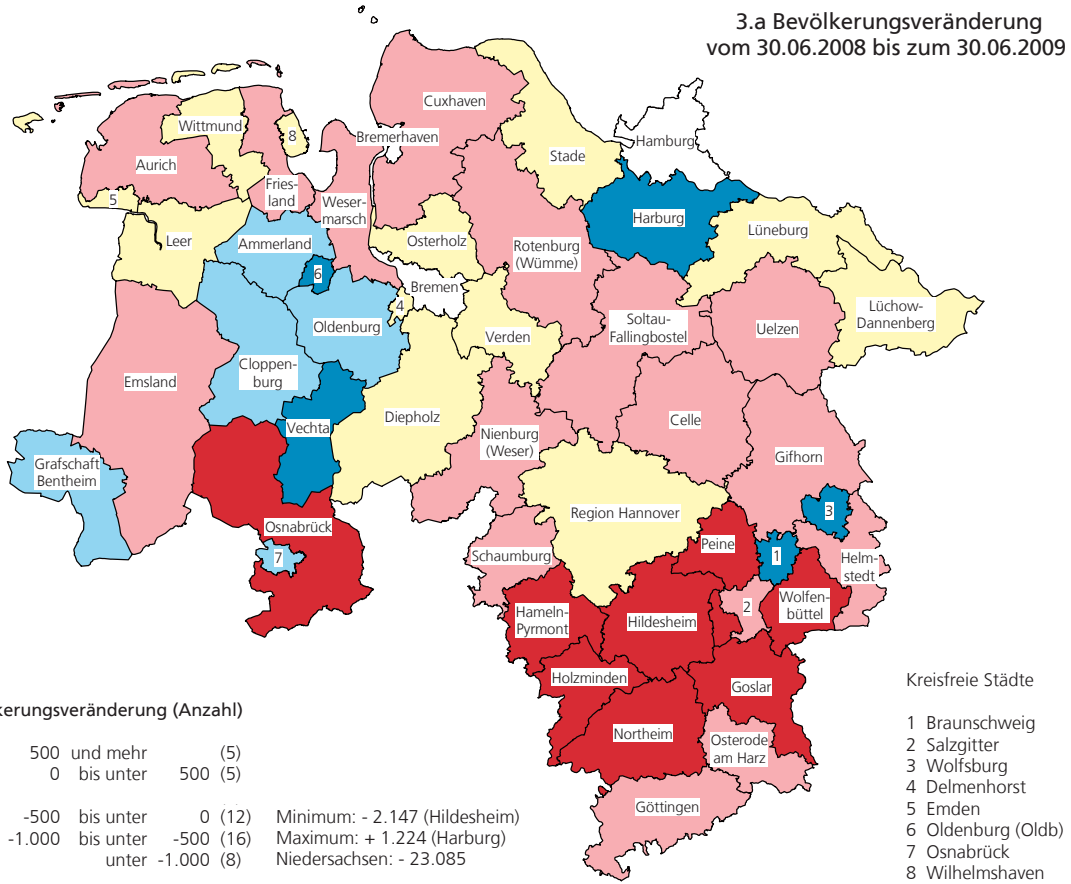 3.a Bevölkerungsveränderung
vom 30.06.2008 bis zum 30.06.2009
Cuxhaven
Wittmund
8
Bremerhaven
Hamburg
Stade
Aurich
Fries-
land
5
Weser-
marsch
Harburg
Leer
Ammerland
Osterholz
Rotenburg
(Wümme)
Lüneburg
6
Bremen
4
Oldenburg
Lüchow-
Dannenberg
Soltau-
Fallingbostel
Uelzen
Verden
Emsland
Cloppen-
burg
Diepholz
Celle
Vechta
Nienburg
(Weser)
Gifhorn
Grafschaft
Bentheim
Region Hannover
3
Osnabrück
Peine
7
Schaumburg
1
Helm-
stedt
Wolfen-
büttel
2
Hameln-
Pyrmont
Hildesheim
Holzminden
Goslar
Northeim
Osterode
am Harz
Göttingen
kerungsveränderung (Anzahl)
500 und mehr (5)
0 bis unter 500 (5)
-500 bis unter 0 (12) Minimum: - 2.147 (Hildesheim)
-1.000 bis unter -500 (16) Maximum: + 1.224 (Harburg)
unter -1.000 (8) Niedersachsen: - 23.085
Kreisfreie Städte
1 Braunschweig
2 Salzgitter
3 Wolfsburg
4 Delmenhorst
5 Emden
6 Oldenburg (Oldb)
7 Osnabrück
8 Wilhelmshaven